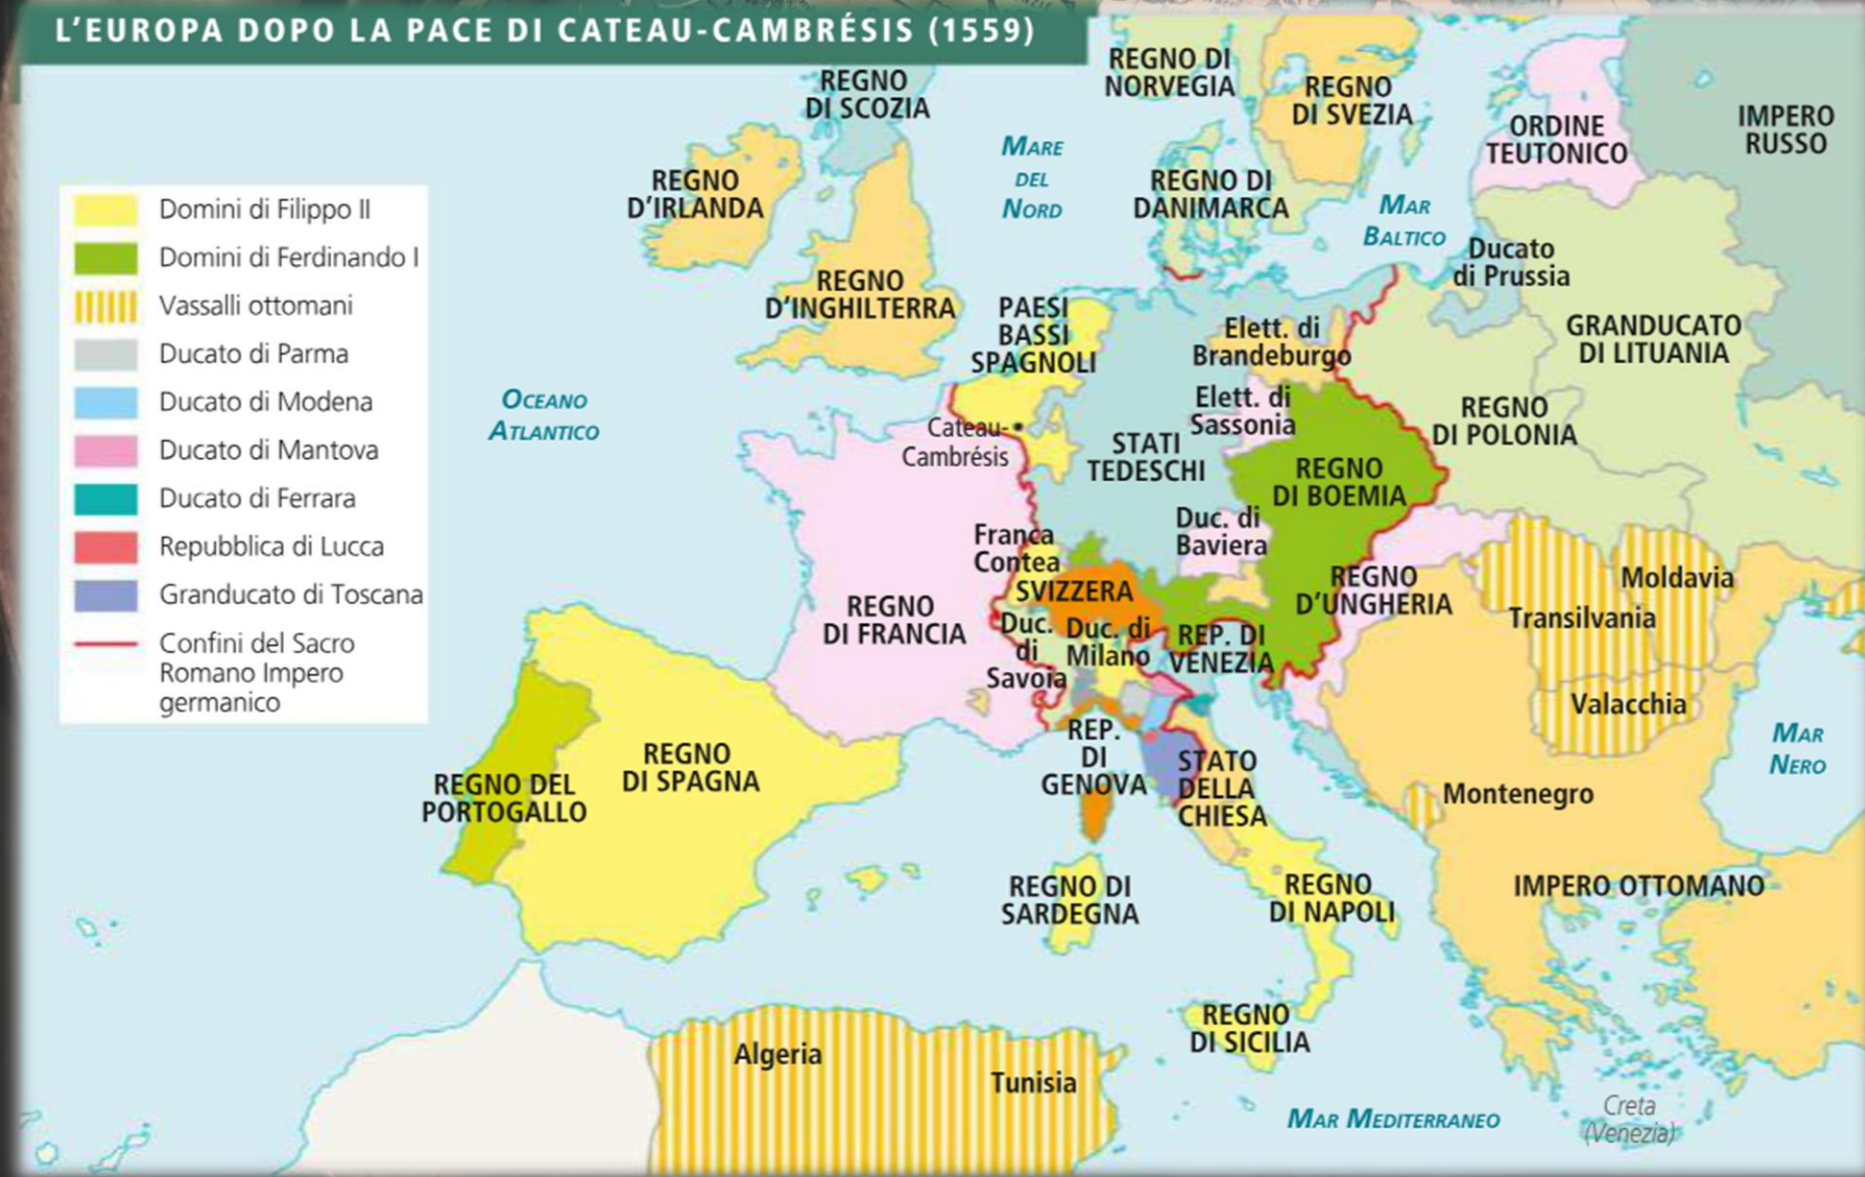 L'EUROPA DOPO LA PACE DI CATEAU-CAMBRÉSIS (1559)
Domini di Filippo II
Domini di Ferdinando I
Vassalli ottomani
Ducato di Parma
Ducato di Modena
Ducato di Mantova
Ducato di Ferrara
Repubblica di Lucca
Granducato di Toscana
Confini del Sacro
Romano Impero
germanico
REGNO
DI SCOZIA
REGNO DI
NORVEGIA
REGNO
DI SVEZIA
ORDINE
TEUTONICO
IMPERO
RUSSO
REGNO
D'IRLANDA
MARE
DEL
NORD
REGNO DI
DANIMARCA
MAR
BALTICO
Ducato
di Prussia
REGNO
D'INGHILTERRA
PAESI
BASSI
SPAGNOLI
Elett. di
Brandeburgo
GRANDUCATO
DI LITUANIA
OCEANO
ATLANTICO
Cateau-
Cambrésis
Elett. di
Sassonia
STATI
TEDESCHI
REGNO
DI POLONIA
REGNO
DI BOEMIA
Franca
Contea
Duc. di
Baviera
SVIZZERA
REGNO
D'UNGHERIA
Moldavia
Transilvania
REGNO
DI FRANCIA
Duc.
di
Savoia
Duc. di
Milano
REP. DI
VENEZIA
Valacchia
REP.
DI
GENOVA
STATO
DELLA
CHIESA
MAR
NERO
REGNO DEL
PORTOGALLO
REGNO
DI SPAGNA
Montenegro
REGNO DI
SARDEGNA
REGNO
DI NAPOLI
IMPERO OTTOMANO
REGNO
DI SICILIA
Algeria
Tunisia
MAR MEDITERRANEO
Creta
(Venezia)